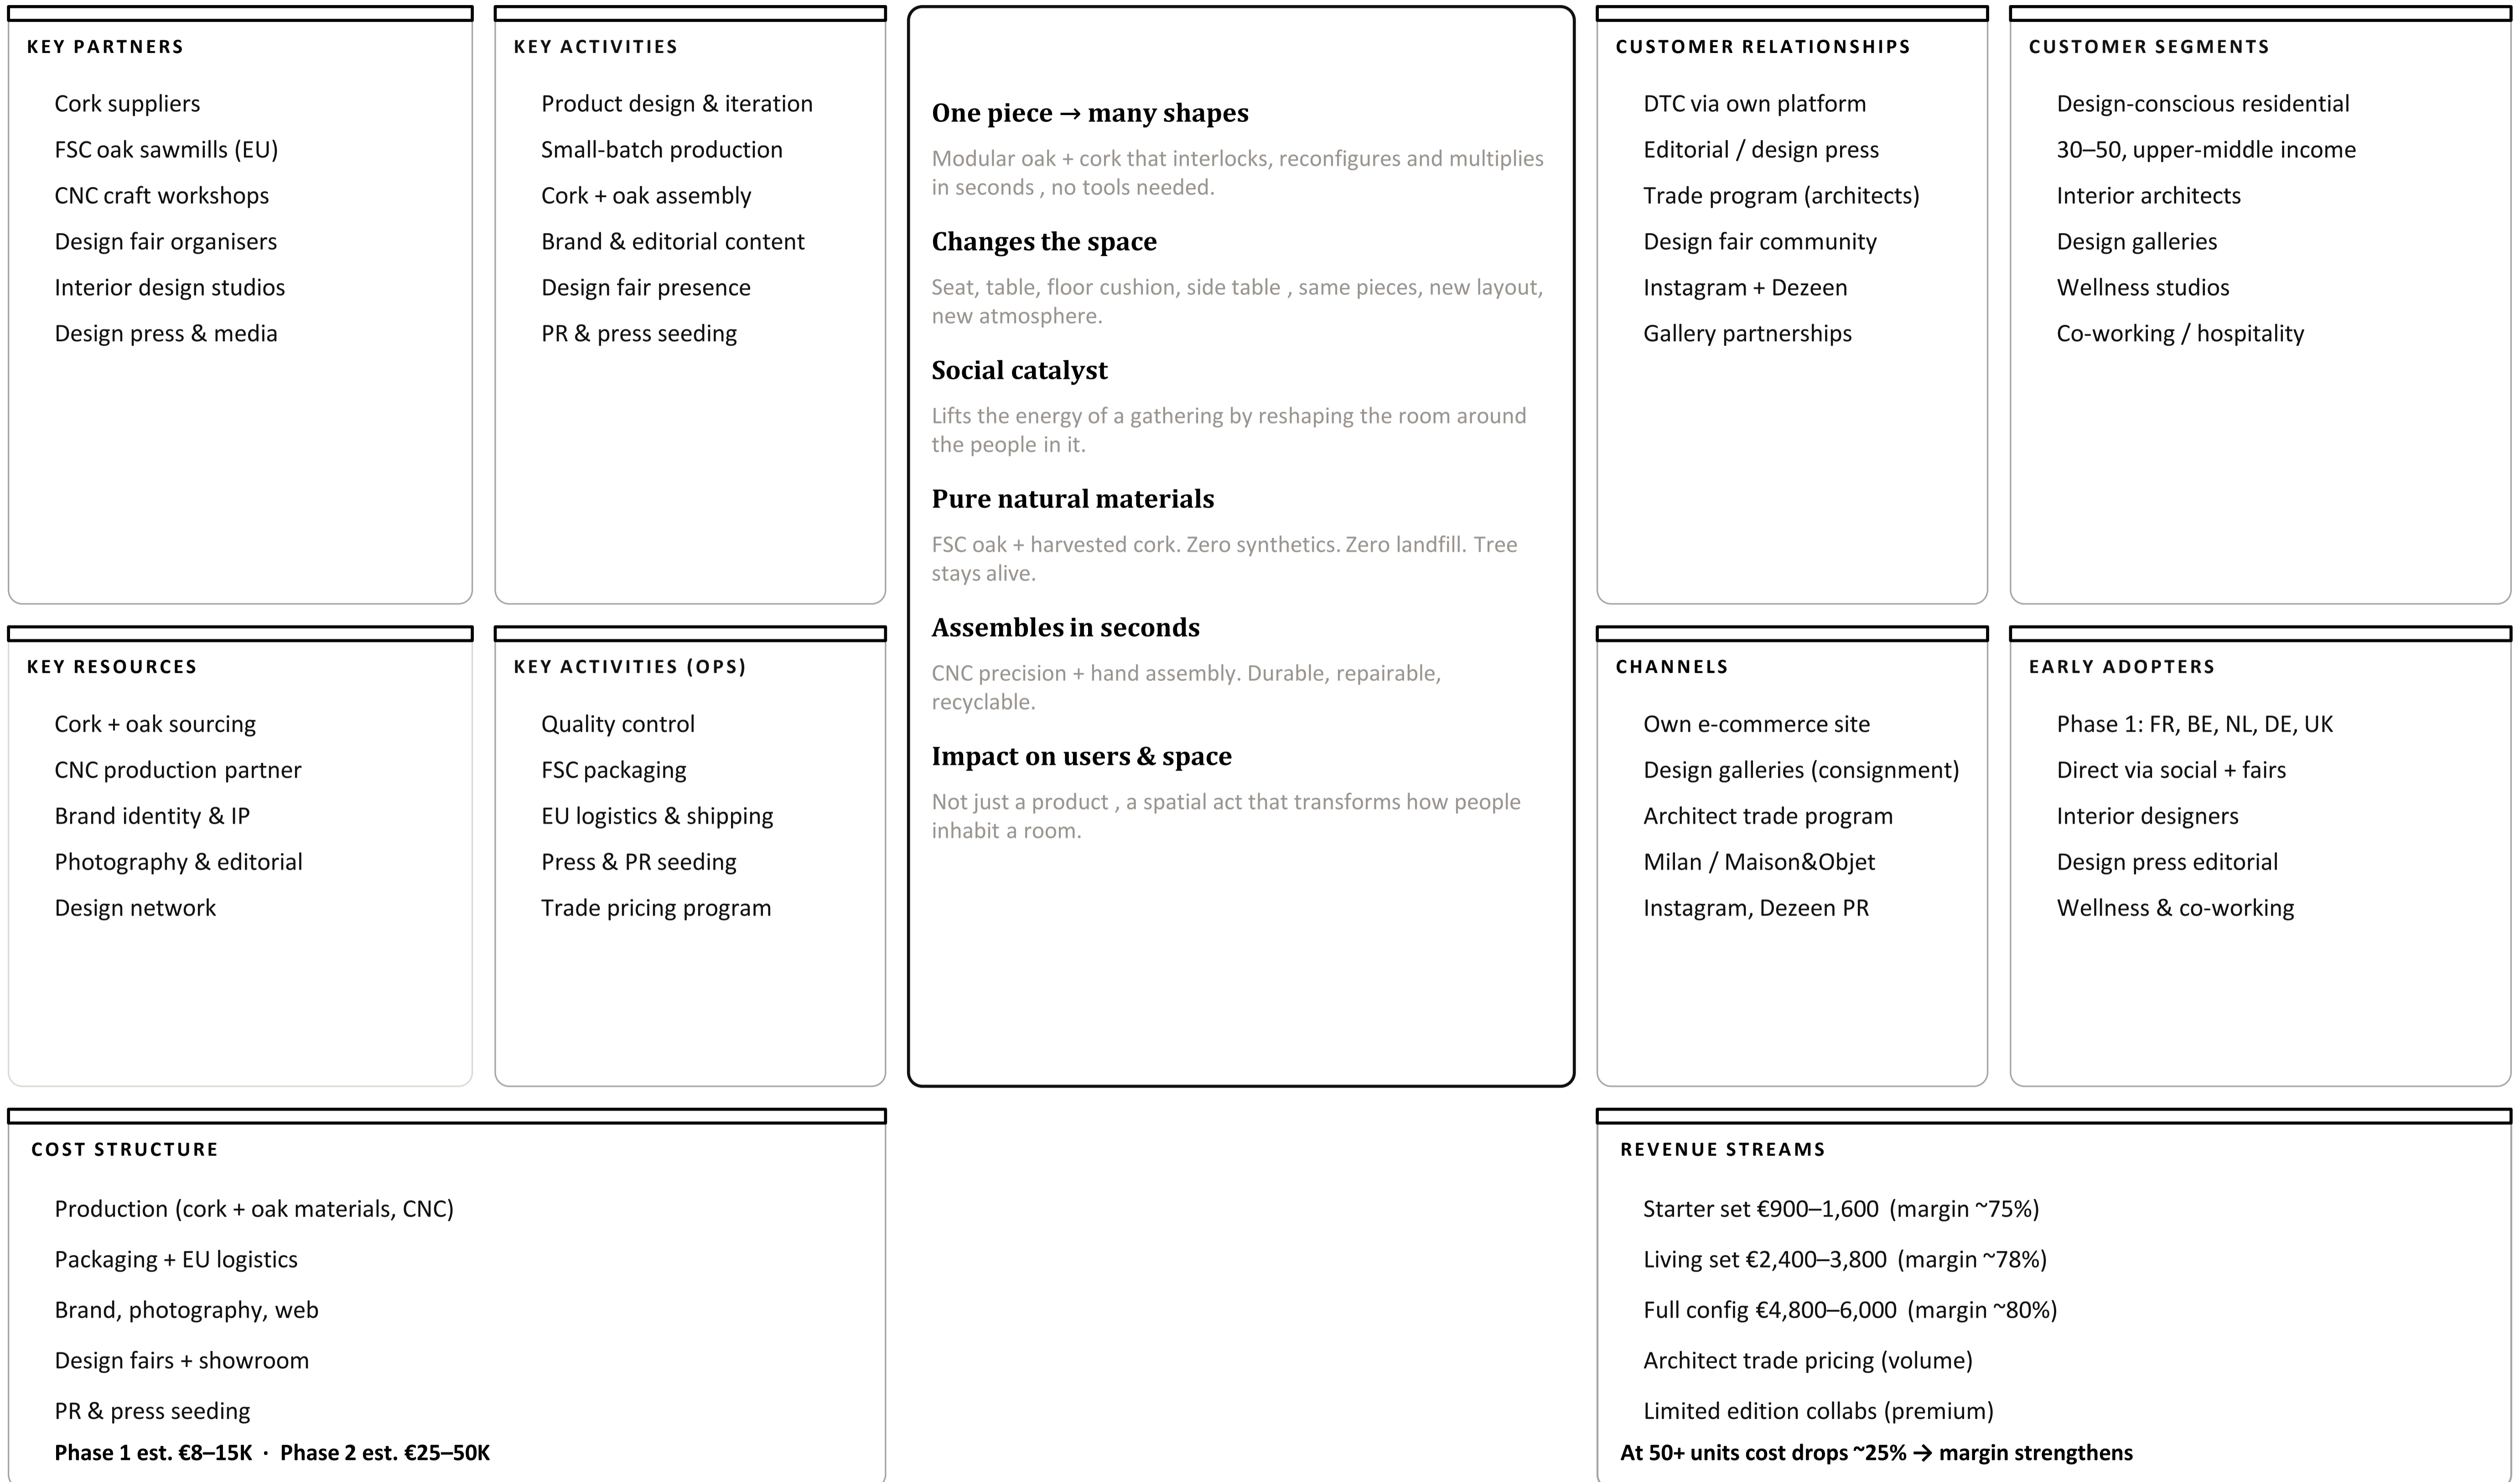 KEY PARTNERS
Cork suppliers
FSC oak sawmills (EU)
CNC craft workshops
Design fair organisers
Interior design studios
Design press & media
KEY ACTIVITIES
Product design & iteration
Small-batch production
Cork + oak assembly
Brand & editorial content
Design fair presence
PR & press seeding
One piece → many shapes
Modular oak + cork that interlocks, reconfigures and multiplies
in seconds , no tools needed.
Changes the space
Seat, table, floor cushion, side table , same pieces, new layout,
new atmosphere.
Social catalyst
Lifts the energy of a gathering by reshaping the room around
the people in it.
Pure natural materials
FSC oak + harvested cork. Zero synthetics. Zero landfill. Tree
stays alive.
Assembles in seconds
CNC precision + hand assembly. Durable, repairable,
recyclable.
Impact on users & space
Not just a product , a spatial act that transforms how people
inhabit a room.
CUSTOMER RELATIONSHIPS
DTC via own platform
Editorial / design press
Trade program (architects)
Design fair community
Instagram + Dezeen
Gallery partnerships
CUSTOMER SEGMENTS
Design-conscious residential
30–50, upper-middle income
Interior architects
Design galleries
Wellness studios
Co-working / hospitality
KEY RESOURCES
Cork + oak sourcing
CNC production partner
Brand identity & IP
Photography & editorial
Design network
KEY ACTIVITIES (OPS)
Quality control
FSC packaging
EU logistics & shipping
Press & PR seeding
Trade pricing program
CHANNELS
Own e-commerce site
Design galleries (consignment)
Architect trade program
Milan / Maison&Objet
Instagram, Dezeen PR
EARLY ADOPTERS
Phase 1: FR, BE, NL, DE, UK
Direct via social + fairs
Interior designers
Design press editorial
Wellness & co-working
COST STRUCTURE
Production (cork + oak materials, CNC)
Packaging + EU logistics
Brand, photography, web
Design fairs + showroom
PR & press seeding
Phase 1 est. €8–15K · Phase 2 est. €25–50K
REVENUE STREAMS
Starter set €900–1,600 (margin ~75%)
Living set €2,400–3,800 (margin ~78%)
Full config €4,800–6,000 (margin ~80%)
Architect trade pricing (volume)
Limited edition collabs (premium)
At 50+ units cost drops ~25% → margin strengthens